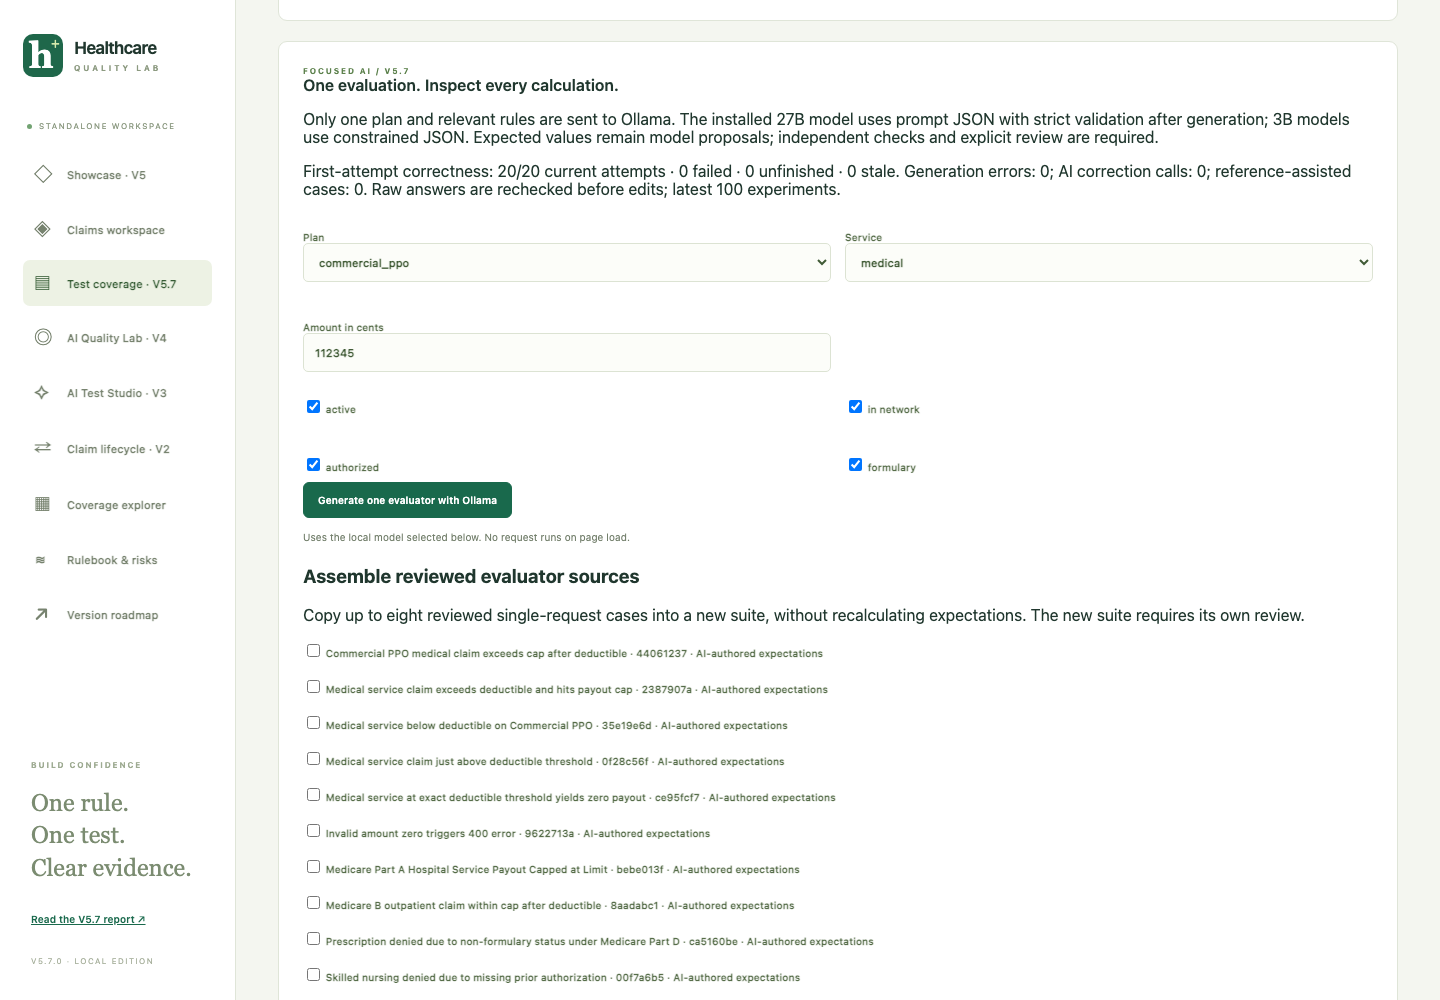 h+
Healthcare
QUALITY LAB
STANDALONE WORKSPACE
Showcase · V5
Claims workspace
Test coverage · V5.7
AI Quality Lab · V4
AI Test Studio · V3
Claim lifecycle · V2
Coverage explorer
Rulebook & risks
Version roadmap
BUILD CONFIDENCE
One rule.
One test.
Clear evidence.
Read the V5.7 report ↗
V5.7.0 · LOCAL EDITION
FOCUSED AI / V5.7
One evaluation. Inspect every calculation.
Only one plan and relevant rules are sent to Ollama. The installed 27B model uses prompt JSON with strict validation after generation; 3B models
use constrained JSON. Expected values remain model proposals; independent checks and explicit review are required.
First-attempt correctness: 20/20 current attempts · 0 failed · 0 unfinished · 0 stale. Generation errors: 0; AI correction calls: 0; reference-assisted
cases: 0. Raw answers are rechecked before edits; latest 100 experiments.
Plan
commercial_ppo
Service
medical
Amount in cents
112345
active
in network
authorized
formulary
Generate one evaluator with Ollama
Uses the local model selected below. No request runs on page load.
Assemble reviewed evaluator sources
Copy up to eight reviewed single-request cases into a new suite, without recalculating expectations. The new suite requires its own review.
Commercial PPO medical claim exceeds cap after deductible · 44061237 · AI-authored expectations
Medical service claim exceeds deductible and hits payout cap · 2387907a · AI-authored expectations
Medical service below deductible on Commercial PPO · 35e19e6d · AI-authored expectations
Medical service claim just above deductible threshold · 0f28c56f · AI-authored expectations
Medical service at exact deductible threshold yields zero payout · ce95fcf7 · AI-authored expectations
Invalid amount zero triggers 400 error · 9622713a · AI-authored expectations
Medicare Part A Hospital Service Payout Capped at Limit · bebe013f · AI-authored expectations
Medicare B outpatient claim within cap after deductible · 8aadabc1 · AI-authored expectations
Prescription denied due to non-formulary status under Medicare Part D · ca5160be · AI-authored expectations
Skilled nursing denied due to missing prior authorization · 00f7a6b5 · AI-authored expectations